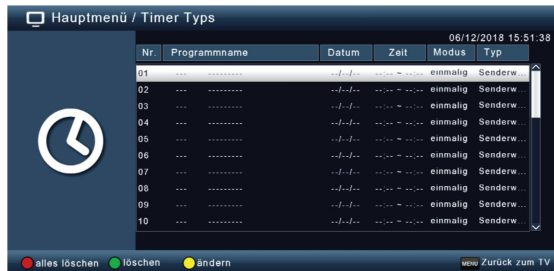 Hauptmenü / Timer Typs
06/12/2018 15:51:38
Nr. Programmname Datum Zeit Modus Typ
01 --- --------- --/--/-- --:-- ~ --:-- einmalig Senderw...
02 --- --------- --/--/-- --:-- ~ --:-- einmalig Senderw...
03 --- --------- --/--/-- --:-- ~ --:-- einmalig Senderw...
04 --- --------- --/--/-- --:-- ~ --:-- einmalig Senderw...
05 --- --------- --/--/-- --:-- ~ --:-- einmalig Senderw...
06 --- --------- --/--/-- --:-- ~ --:-- einmalig Senderw...
07 --- --------- --/--/-- --:-- ~ --:-- einmalig Senderw...
08 --- --------- --/--/-- --:-- ~ --:-- einmalig Senderw...
09 --- --------- --/--/-- --:-- ~ --:-- einmalig Senderw...
10 --- --------- --/--/-- --:-- ~ --:-- einmalig Senderw...
alles löschen löschen ändern MENU Zurück zum TV